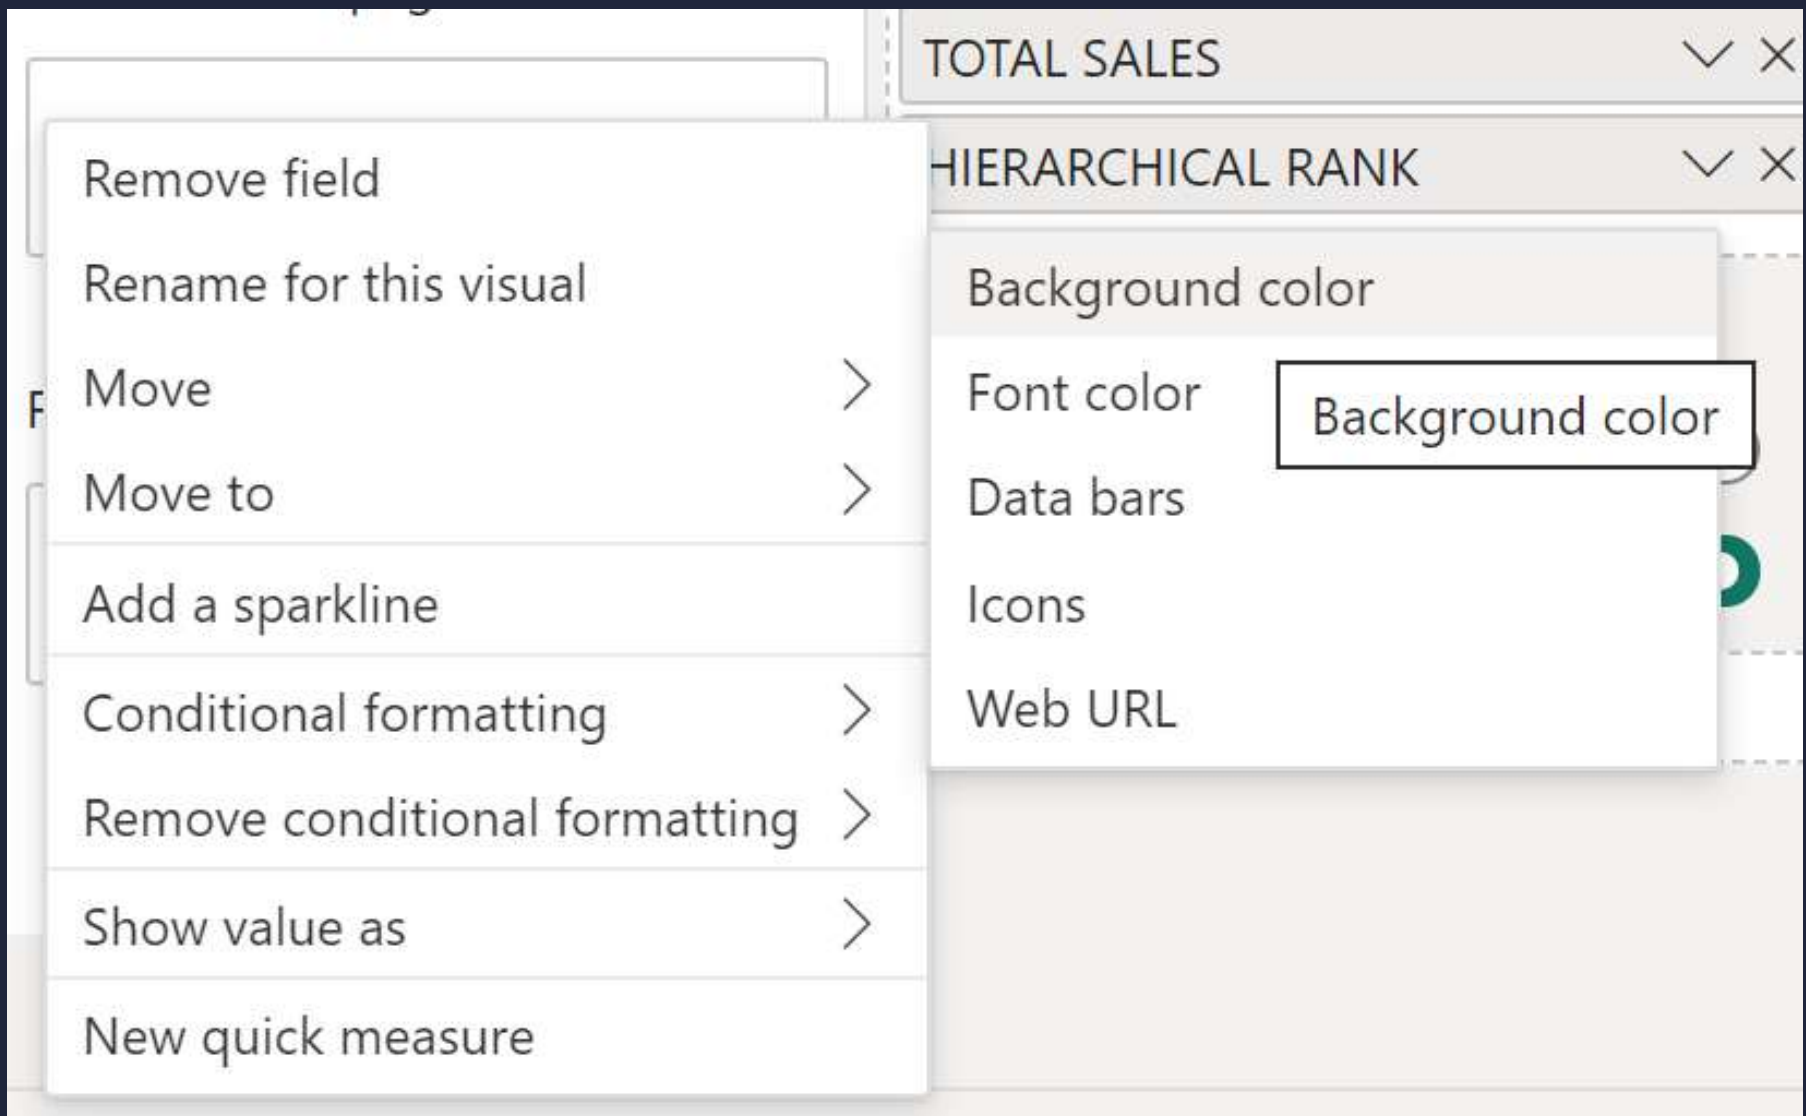 TOTAL SALES
HIERARCHICAL RANK
Remove field
Rename for this visual
Move
Move to
Add a sparkline
Conditional formatting
Remove conditional formatting
Show value as
New quick measure
Background color
Font color
Background color
Data bars
Icons
Web URL